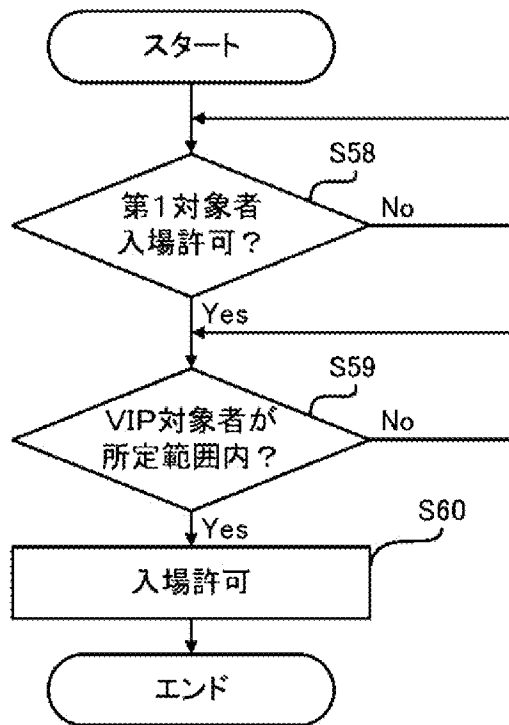 スタート
S58
第1対象者
入場許可？
No
Yes
S59
VIP対象者が
所定範囲内？
No
Yes
S60
入場許可
エンド